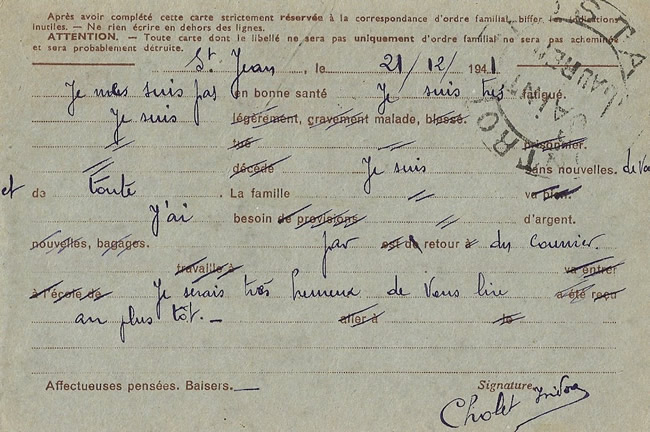 Après avoir complété cette carte strictement réservée à la correspondance d'ordre familial, biffer les indications
inutiles. — Ne rien écrire en dehors des lignes.
ATTENTION. — Toute carte dont le libellé ne sera pas uniquement d'ordre familial ne sera pas acheminée
et sera probablement détruite.
St Jean, le 21/12/1941
Je ne suis pas en bonne santé Je suis très fatigué.
Je suis légèrement, gravement malade, blessé.
tué prisonnier.
décédé Je suis sans nouvelles. de Vous
et de toute. La famille va bien.
J'ai besoin de provisions d'argent.
nouvelles, bagages. par est de retour à du courrier.
travaille à va entrer
à l'école de Je serais très heureux de Vous lire a été reçu
au plus tôt. — aller à le
Affectueuses pensées. Baisers. — Signature
Cholet Isidore